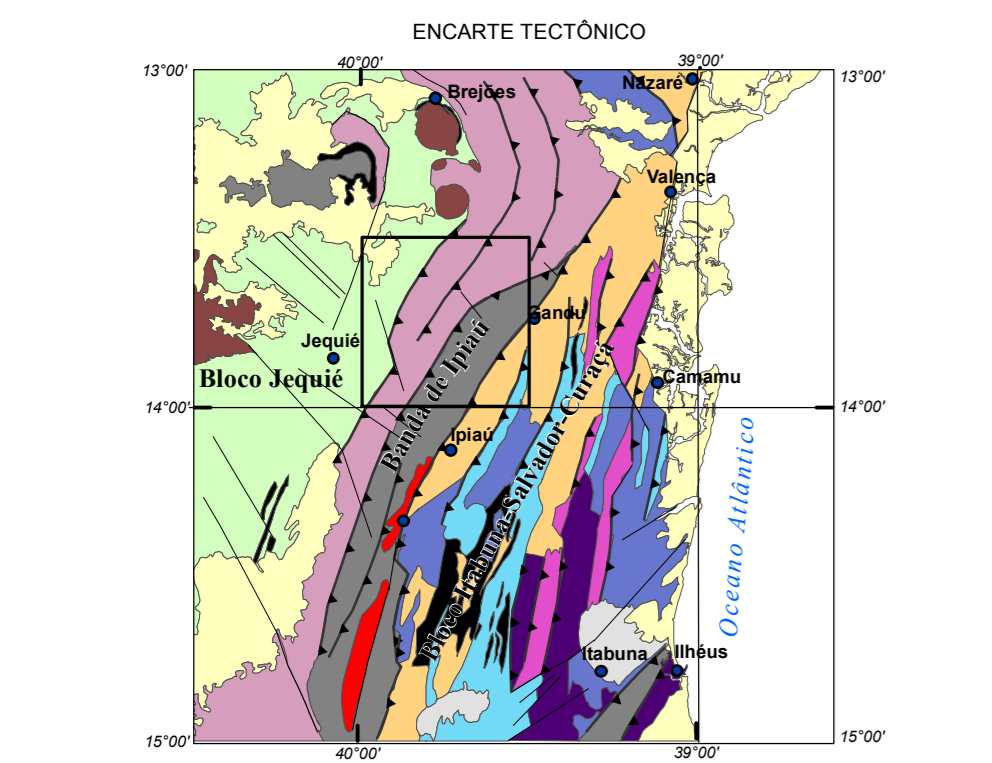 ENCARTE TECTÔNICO
40°00'
39°00'
13°00'
13°00'
Nazaré
Brejões
Valença
Gandu
Jequié
Bloco Jequié
Camamu
Banda de Ipiaú
14°00'
14°00'
Ipiaú
Bloco Itabuna-Salvador-Curaçá
Oceano Atlântico
Itabuna
Ilhéus
15°00'
15°00'
40°00'
39°00'